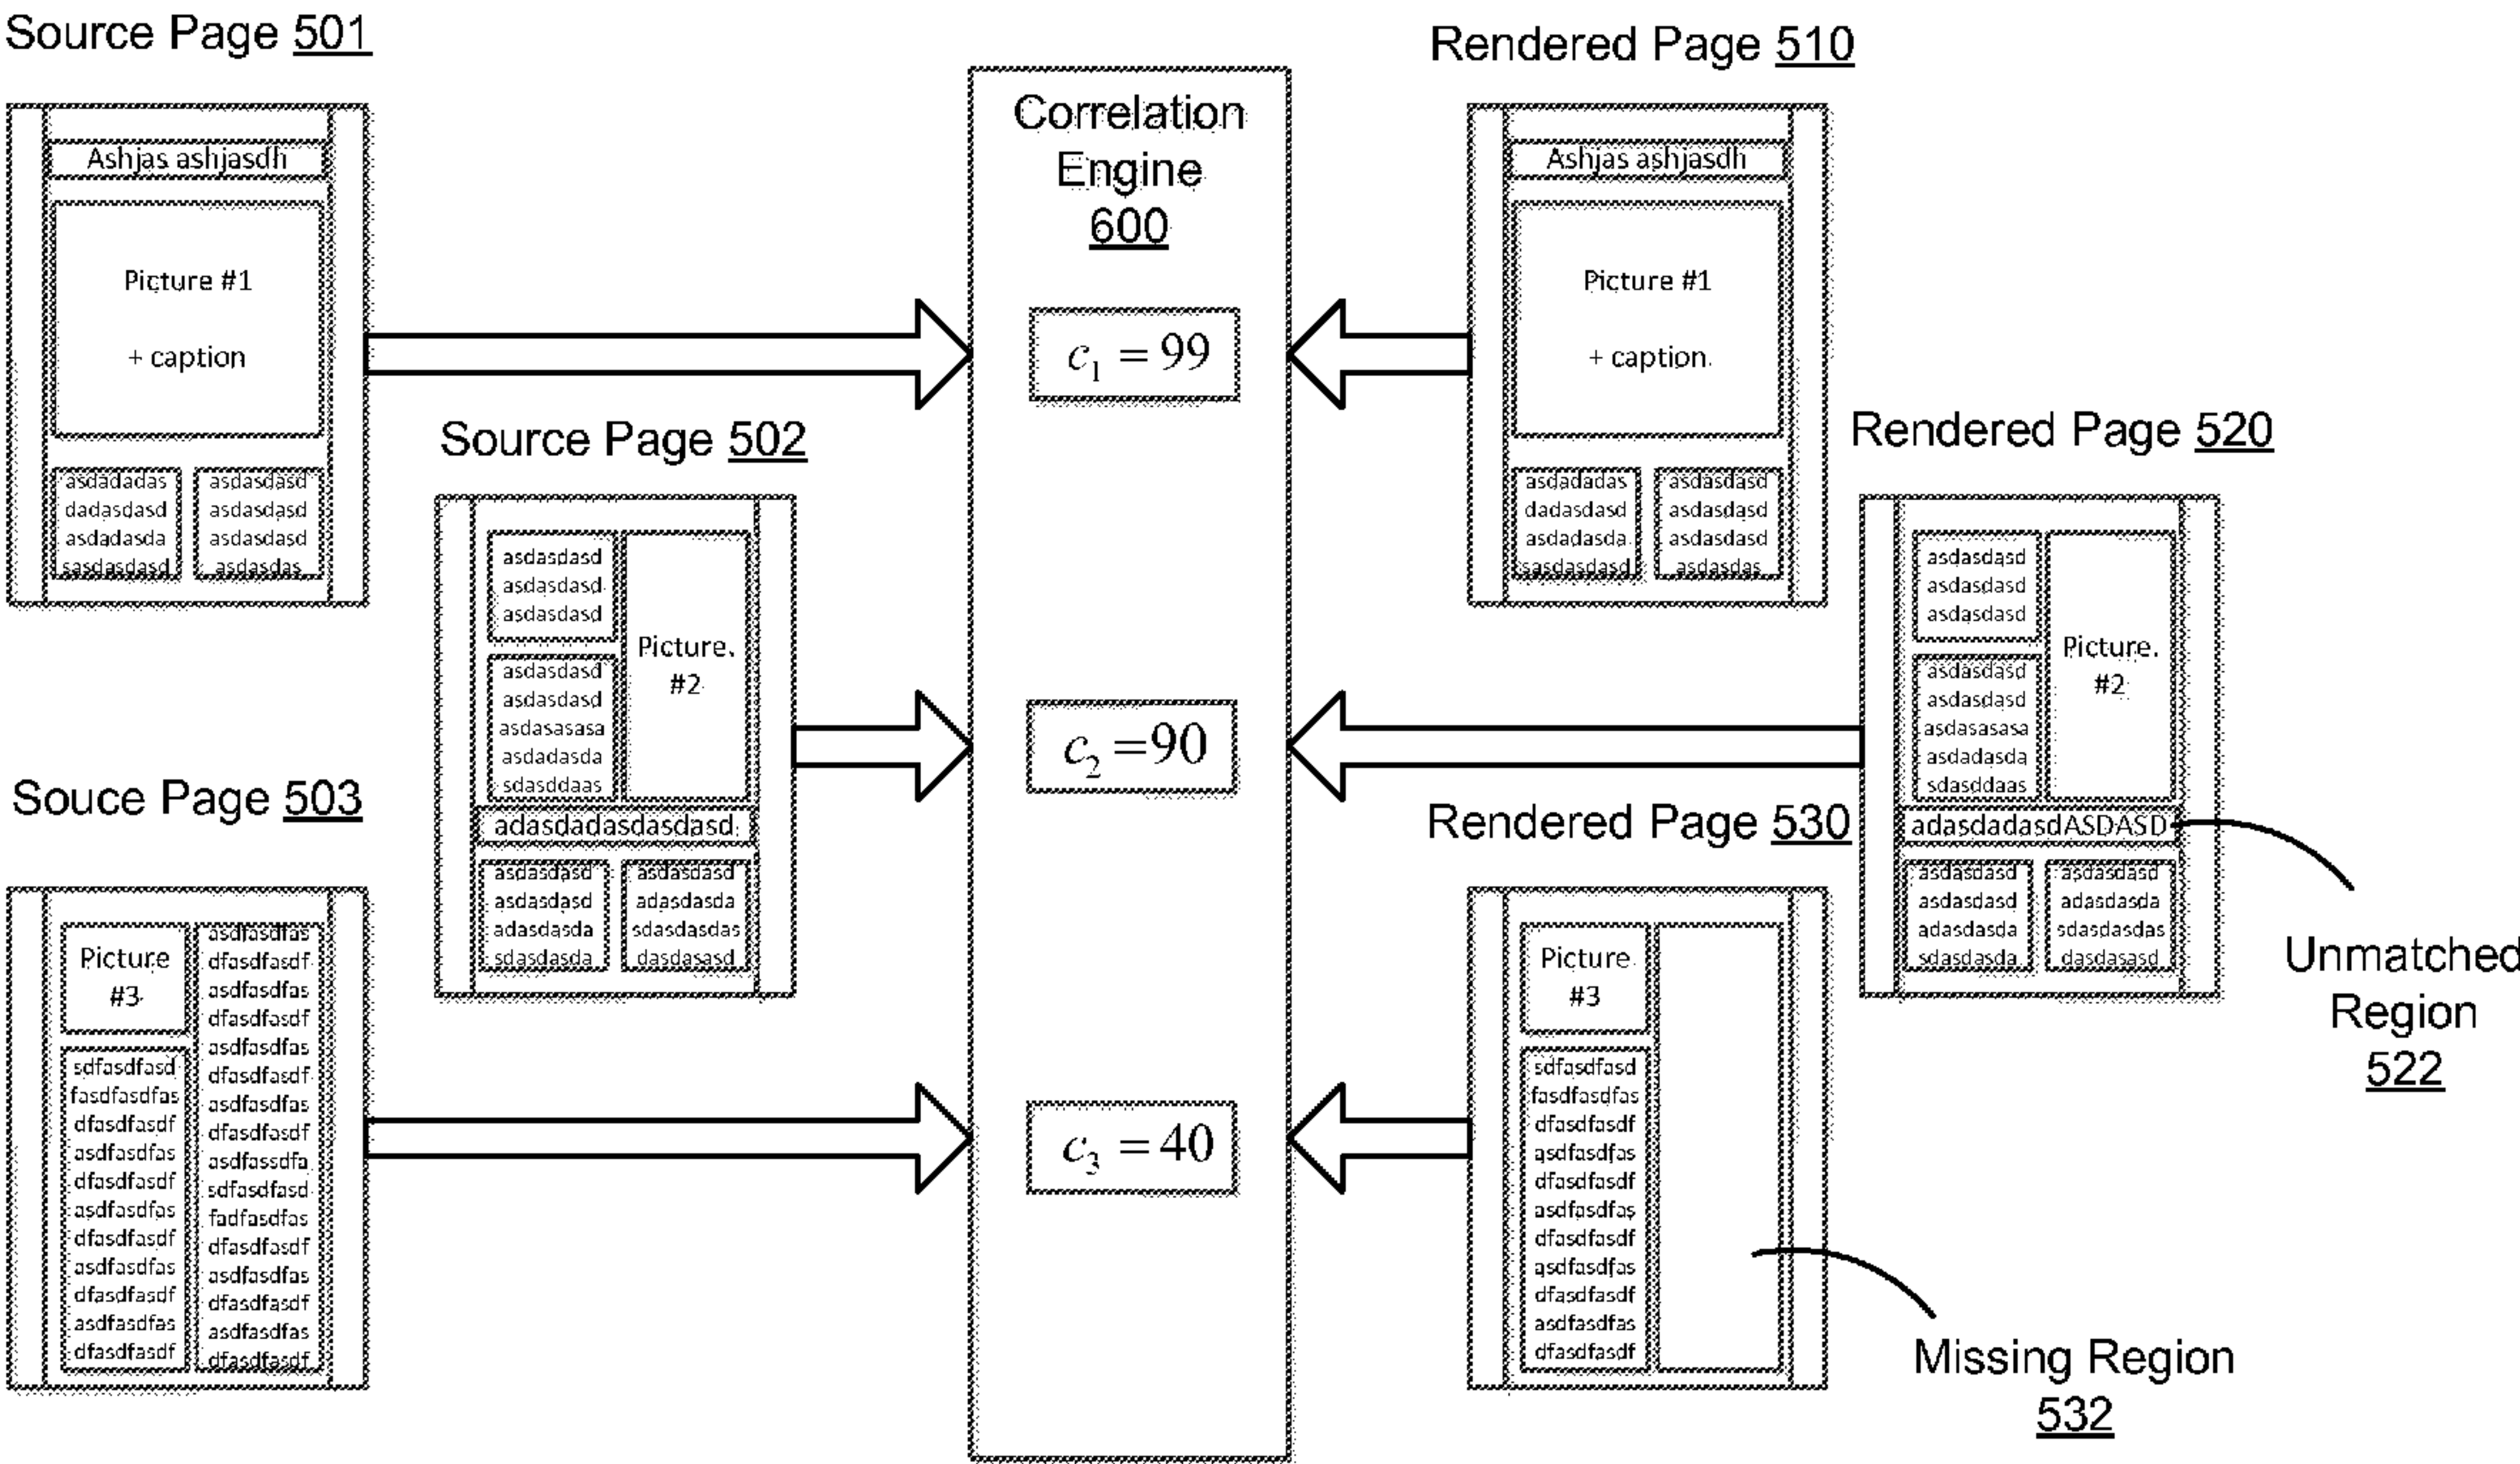 Source Page 501
Ashjas ashjasdh
Picture #1
+ caption
asdadadas
dadasdasd
asdadasda
sasdasdasd
asdasdasd
asdasdasd
asdasdasd
asdasdas
Source Page 502
asdasdasd
asdasdasd
asdasdasd
Picture.
#2
asdasdasd
asdasdasd
asdasasasa
asdadasda
sdasddaas
adasdadasdasdasd
asdasdasd
asdasdasd
adasdasda
sdasdasda
asdasdasd
adasdasda
sdasdasdas
dasdasasd
Souce Page 503
Picture
#3
sdfasdfasd
fasdfasdfas
dfasdfasdf
asdfasdfas
dfasdfasdf
asdfasdfas
dfasdfasdf
asdfasdfas
dfasdfasdf
asdfasdfas
dfasdfasdf
asdfasdfas
dfasdfasdf
asdfasdfas
dfasdfasdf
asdfasdfas
dfasdfasdf
asdfasdfas
dfasdfasdf
asdfassdfa
sdfasdfasd
fadfasdfas
dfasdfasdf
asdfasdfas
dfasdfasdf
asdfasdfas
dfasdfasdf
Correlation
Engine
600
c₁ = 99
c₂ =90
c₃ = 40
Rendered Page 510
Ashjas ashjasdh
Picture #1
+ caption
asdadadas
dadasdasd
asdadasda
sasdasdasd
asdasdasd
asdasdasd
asdasdasd
asdasdas
Rendered Page 520
asdasdasd
asdasdasd
asdasdasd
Picture.
#2
asdasdasd
asdasdasd
asdasasasa
asdadasda
sdasddaas
adasdadasdASDASD
asdasdasd
asdasdasd
adasdasda
sdasdasda
asdasdasd
adasdasda
sdasdasdas
dasdasasd
Unmatched
Region
522
Rendered Page 530
Picture
#3
sdfasdfasd
fasdfasdfas
dfasdfasdf
asdfasdfas
dfasdfasdf
asdfasdfas
dfasdfasdf
asdfasdfas
dfasdfasdf
asdfasdfas
dfasdfasdf
Missing Region
532